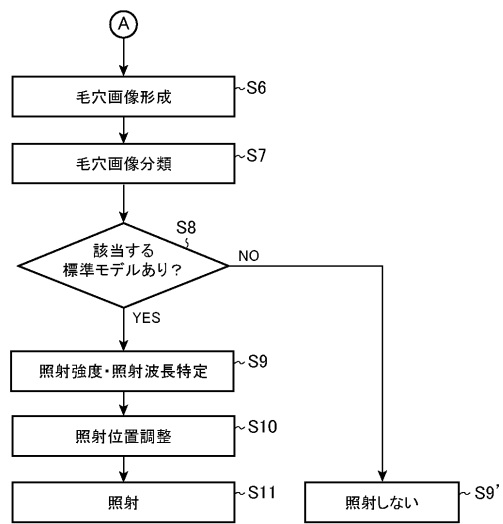 A
毛穴画像形成
S6
毛穴画像分類
S7
S8
該当する
標準モデルあり？
NO
YES
照射強度・照射波長特定
S9
照射位置調整
S10
照射
S11
照射しない
S9'